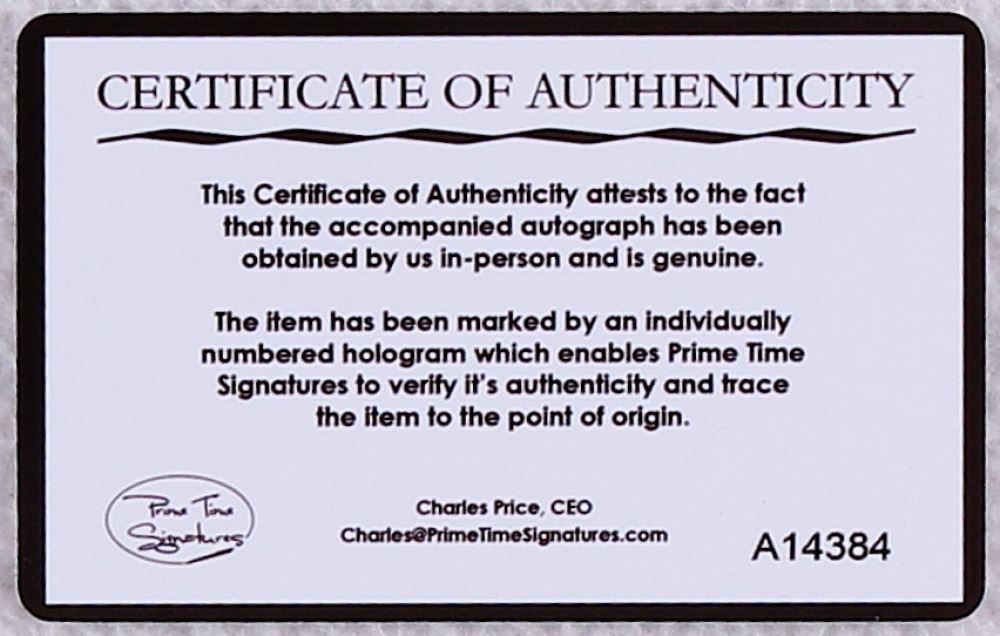 CERTIFICATE OF AUTHENTICITY
This Certificate of Authenticity attests to the fact
that the accompanied autograph has been
obtained by us in-person and is genuine.
The item has been marked by an individually
numbered hologram which enables Prime Time
Signatures to verify it's authenticity and trace
the item to the point of origin.
Prime Time
Signatures
Charles Price, CEO
Charles@PrimeTimeSignatures.com
A14384